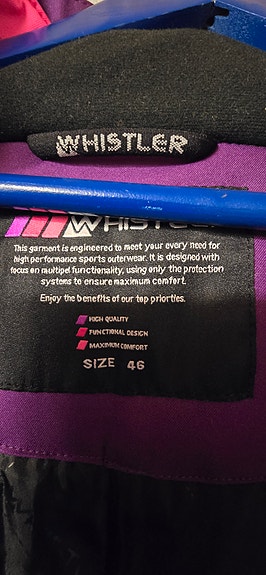 WHISTLER
WHISTLER
This garment is engineered to meet your every need for
high performance sports outerwear. It is designed with
focus on multipel functionality, using only the protection
systems to ensure maximum comfort.
Enjoy the benefits of our top priorties.
HIGH QUALITY
FUNCTIONAL DESIGN
MAXIMUM COMFORT
SIZE 46